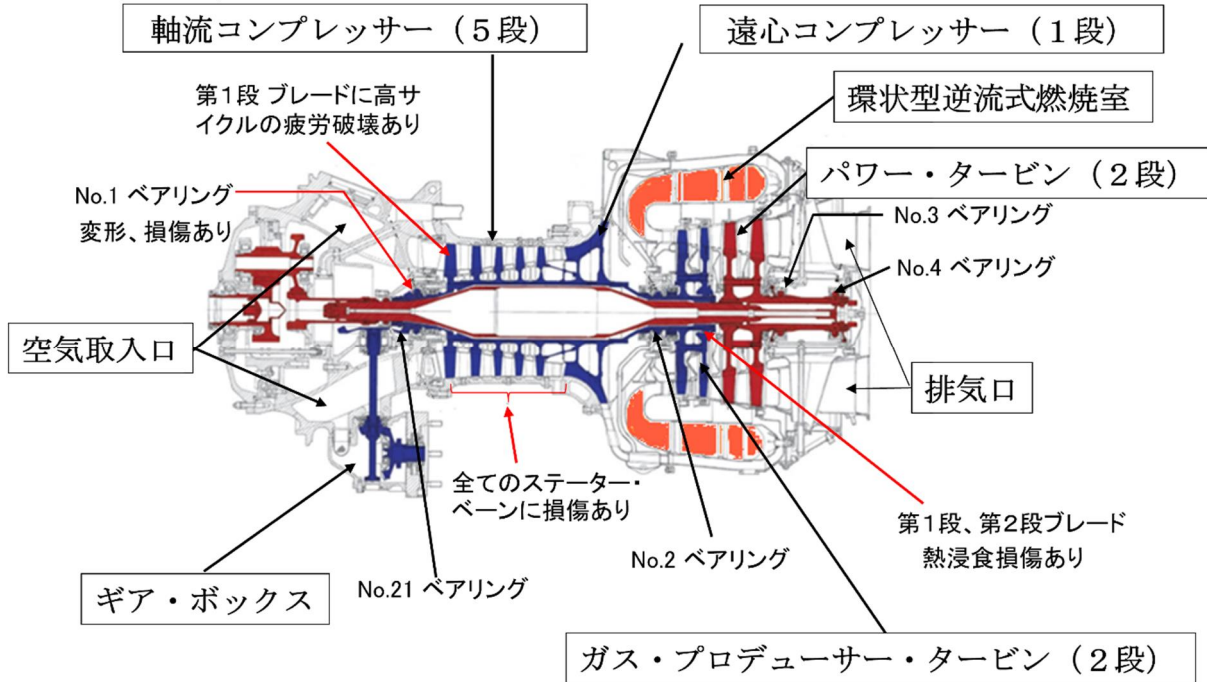 軸流コンプレッサー（５段）
遠心コンプレッサー（１段）
第１段 ブレードに高サ
イクルの疲労破壊あり
環状型逆流式燃焼室
No.1 ベアリング
変形、損傷あり
パワー・タービン（２段）
No.3 ベアリング
No.4 ベアリング
空気取入口
排気口
全てのステーター・
ベーンに損傷あり
第１段、第２段ブレード
熱浸食損傷あり
No.2 ベアリング
No.21 ベアリング
ギア・ボックス
ガス・プロデューサー・タービン（２段）